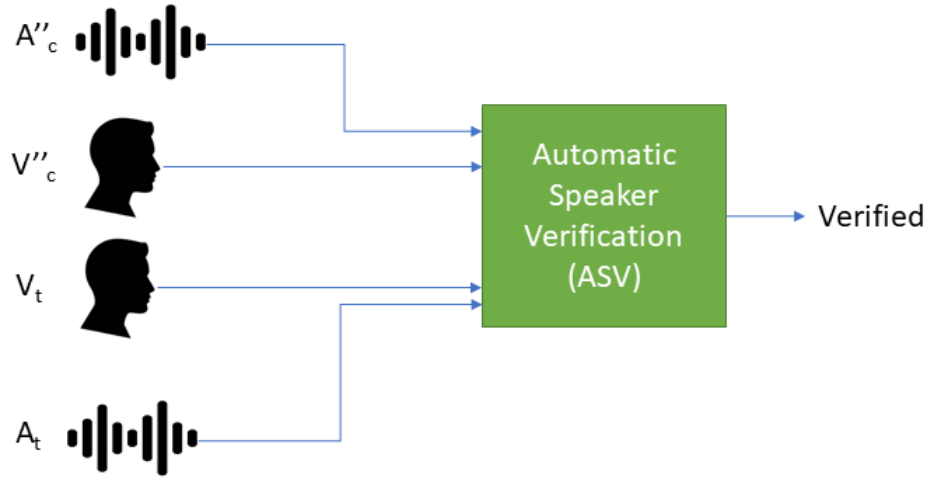 A’’c
V’’c
Vt
At
Automatic
Speaker
Verification
(ASV)
Verified